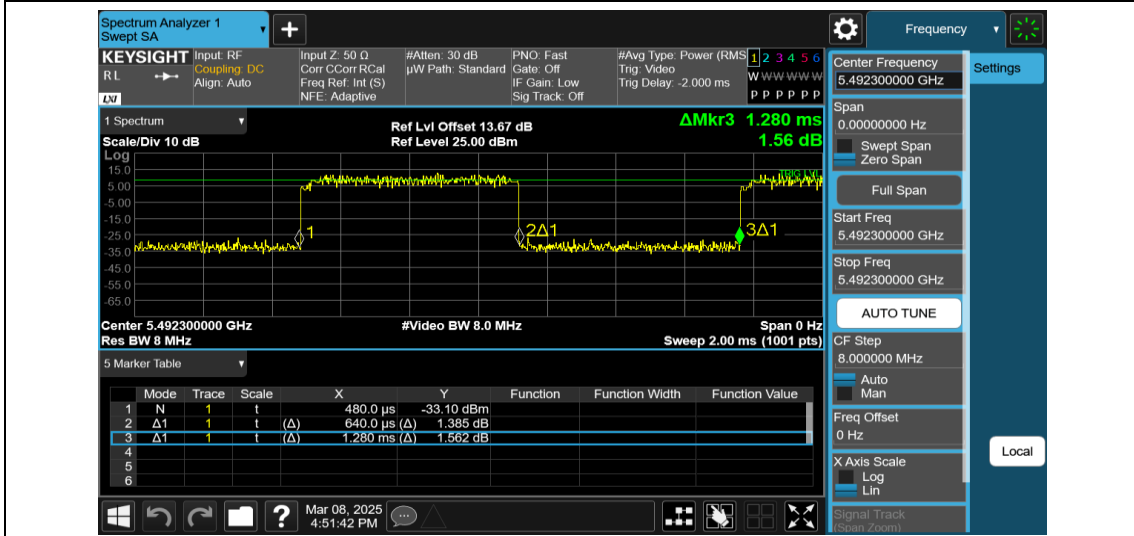 Spectrum Analyzer 1
Swept SA
Frequency
KEYSIGHT
R L
LXI
Input: RF
Coupling: DC
Align: Auto
Input Z: 50 Ω
Corr CCorr RCal
Freq Ref: Int (S)
NFE: Adaptive
#Atten: 30 dB
µW Path: Standard
PNO: Fast
Gate: Off
IF Gain: Low
Sig Track: Off
#Avg Type: Power (RMS
Trig: Video
Trig Delay: -2.000 ms
1 2 3 4 5 6
W W W W W W
P P P P P P
1 Spectrum
Scale/Div 10 dB
Ref Lvl Offset 13.67 dB
Ref Level 25.00 dBm
ΔMkr3 1.280 ms
1.56 dB
Log
15.0
5.00
-5.00
-15.0
-25.0
-35.0
-45.0
-55.0
-65.0
TRIG LVL
1
2Δ1
3Δ1
Center 5.492300000 GHz
#Video BW 8.0 MHz
Span 0 Hz
Res BW 8 MHz
Sweep 2.00 ms (1001 pts)
5 Marker Table
Mode Trace Scale X Y Function Function Width Function Value
1 N 1 t 480.0 µs -33.10 dBm
2 Δ1 1 t (Δ) 640.0 µs (Δ) 1.385 dB
3 Δ1 1 t (Δ) 1.280 ms (Δ) 1.562 dB
4
5
6
?
Mar 08, 2025
4:51:42 PM
Center Frequency
5.492300000 GHz
Settings
Span
0.00000000 Hz
Swept Span
Zero Span
Full Span
Start Freq
5.492300000 GHz
Stop Freq
5.492300000 GHz
AUTO TUNE
CF Step
8.000000 MHz
Auto
Man
Freq Offset
0 Hz
X Axis Scale
Log
Lin
Signal Track
(Span Zoom)
Local